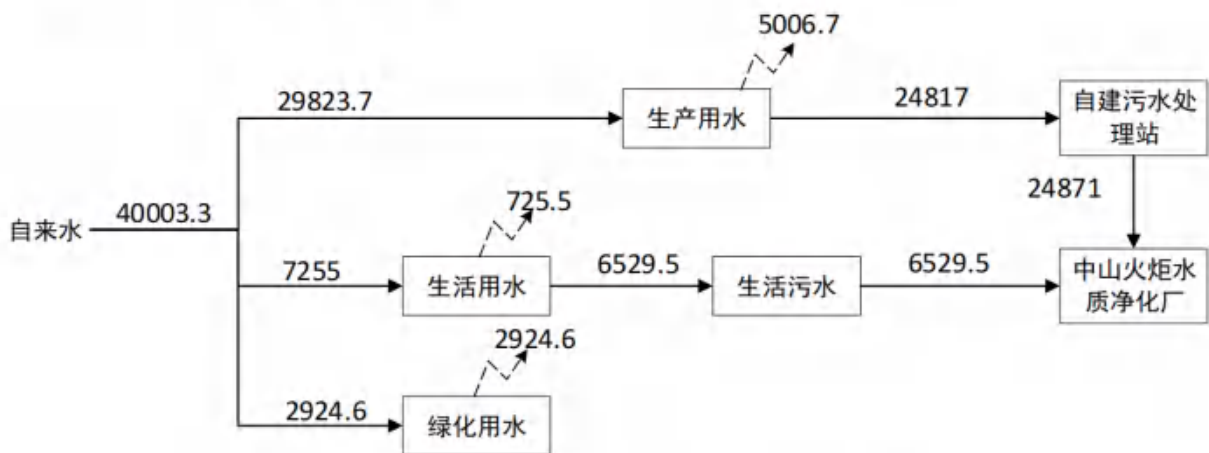 5006.7
29823.7
生产用水
24817
自建污水处
理站
24871
自来水
40003.3
725.5
7255
生活用水
6529.5
生活污水
6529.5
中山火炬水
质净化厂
2924.6
2924.6
绿化用水